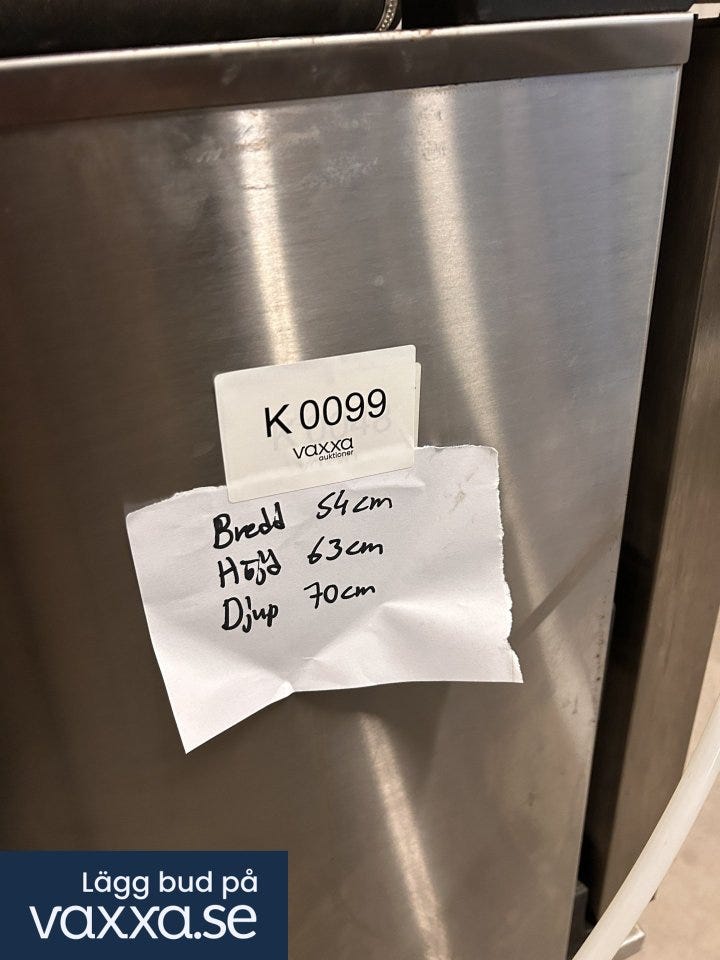 K 0099
vaxxa
auktioner
Bredd 54cm
Höjd 63cm
Djup 70cm
Lägg bud på
vaxxa.se